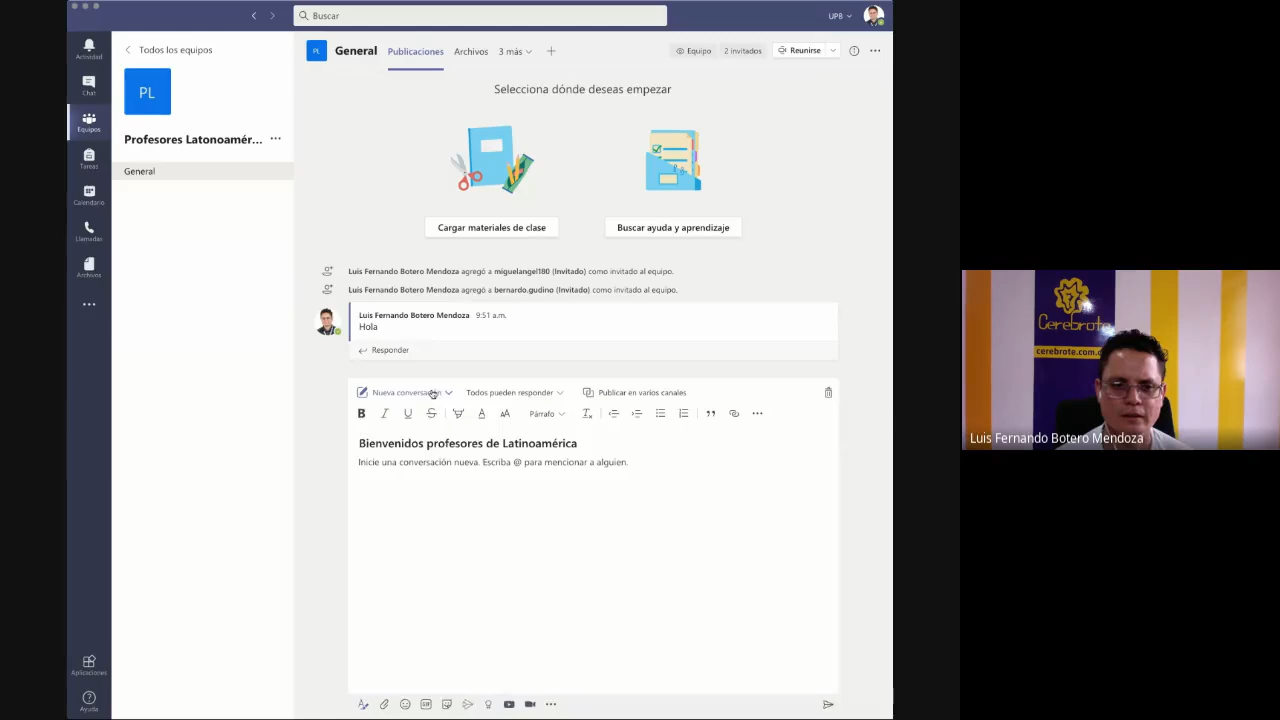 Buscar
UPB
Actividad
Chat
Equipos
Tareas
Calendario
Llamadas
Archivos
Aplicaciones
Ayuda
Todos los equipos
PL
Profesores Latonoamér...
General
PL
General
Publicaciones
Archivos
3 más
Equipo
2 invitados
Reunirse
Selecciona dónde deseas empezar
Cargar materiales de clase
Buscar ayuda y aprendizaje
Luis Fernando Botero Mendoza agregó a miguelangel180 (Invitado) como invitado al equipo.
Luis Fernando Botero Mendoza agregó a bernardo.gudino (Invitado) como invitado al equipo.
Luis Fernando Botero Mendoza 9:51 a.m.
Hola
Responder
Nueva conversación
Todos pueden responder
Publicar en varios canales
B I U S A AA Párrafo
Bienvenidos profesores de Latinoamérica
Inicie una conversación nueva. Escriba @ para mencionar a alguien.
GIF
Cerebrote
cerebrote.com.co
Luis Fernando Botero Mendoza